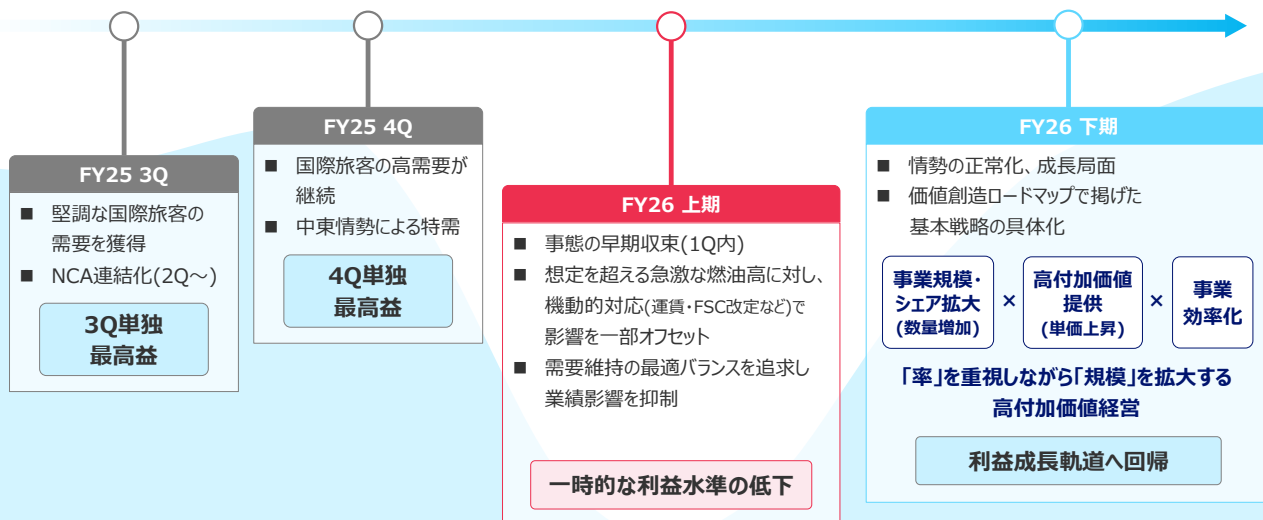 FY25 3Q
■ 堅調な国際旅客の
需要を獲得
■ NCA連結化(2Q～)
3Q単独
最高益
FY25 4Q
■ 国際旅客の高需要が
継続
■ 中東情勢による特需
4Q単独
最高益
FY26 上期
■ 事態の早期収束(1Q内)
■ 想定を超える急激な燃油高に対し、
機動的対応(運賃・FSC改定など)で
影響を一部オフセット
■ 需要維持の最適バランスを追求し
業績影響を抑制
一時的な利益水準の低下
FY26 下期
■ 情勢の正常化、成長局面
■ 価値創造ロードマップで掲げた
基本戦略の具体化
事業規模・
シェア拡大
(数量増加)
×
高付加価値
提供
(単価上昇)
×
事業
効率化
「率」を重視しながら「規模」を拡大する
高付加価値経営
利益成長軌道へ回帰